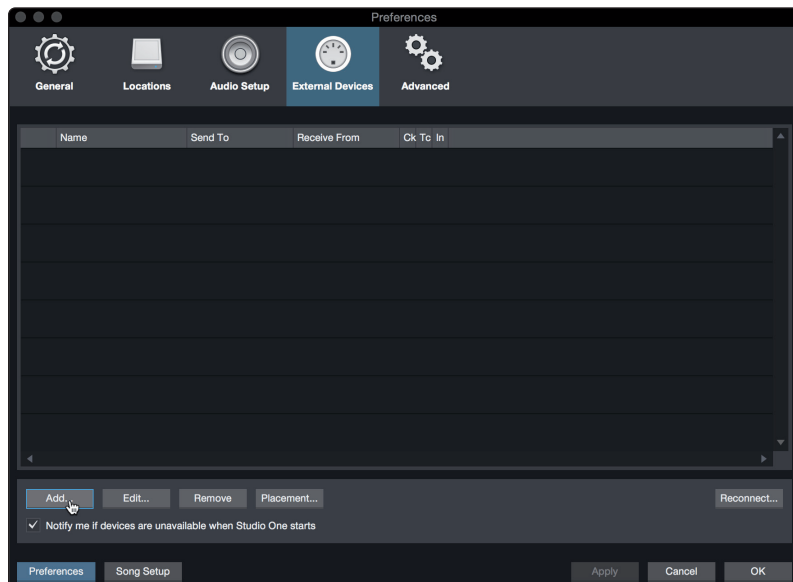 Preferences
General Locations Audio Setup External Devices Advanced
Name Send To Receive From Ck Tc In
Add... Edit... Remove Placement... Reconnect...
Notify me if devices are unavailable when Studio One starts
Preferences Song Setup Apply Cancel OK